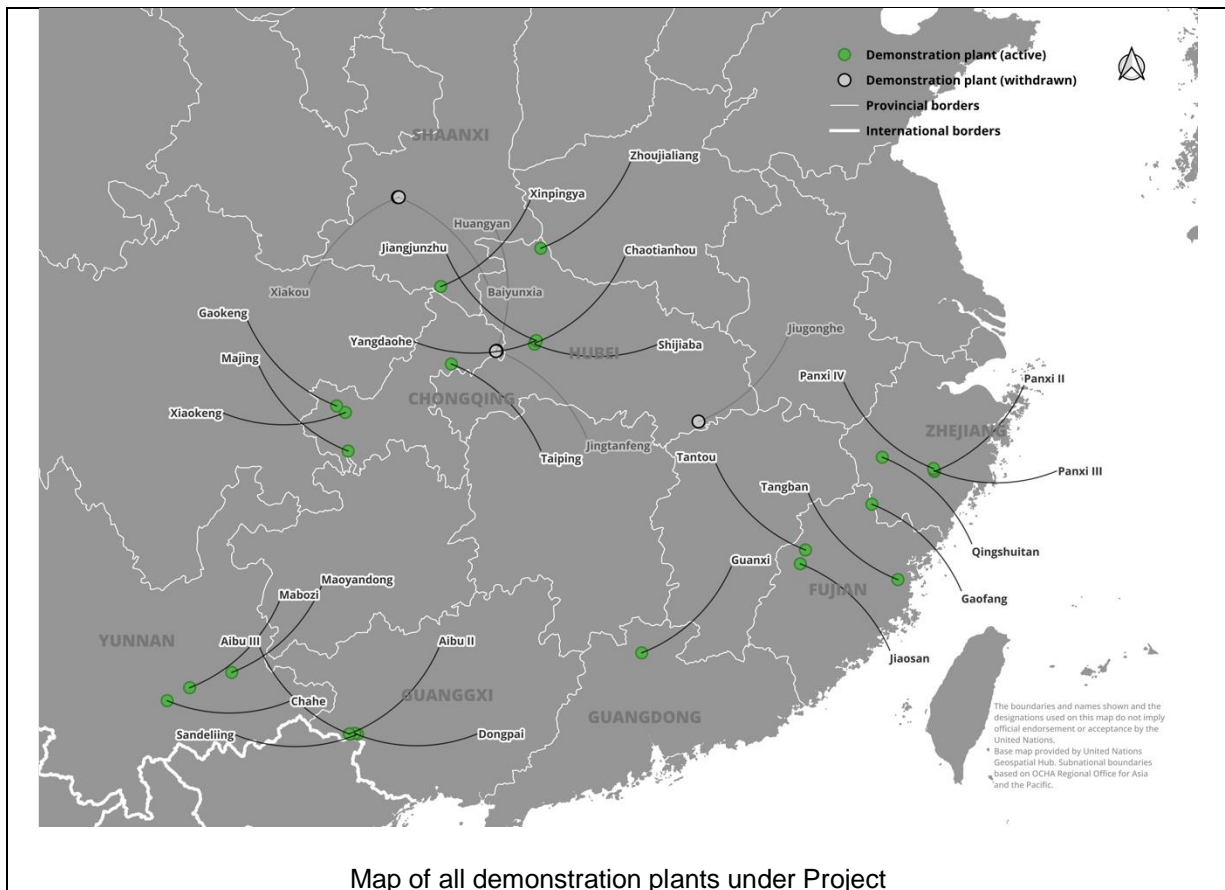 Demonstration plant (active)
Demonstration plant (withdrawn)
Provincial borders
International borders
SHAANXI
Zhoujialiang
Xinpingya
Huangyan
Jiangjunzhu
Chaotianhou
Xiakou
Baiyunxia
Gaokeng
Jiugonghe
Yangdaohe
Shijiaba
HUBEI
Majing
Panxi IV
Panxi II
CHONGQING
Xiaokeng
ZHEJIANG
Jingtanfeng
Taiping
Tantou
Panxi III
Tangban
Qingshuitan
Guanxi
Maoyandong
Mabozi
FUJIAN
Gaofang
YUNNAN
Aibu III
Aibu II
Jiaosan
GUANGGXI
Chahe
GUANGDONG
Sandeliing
Dongpai
The boundaries and names shown and the
designations used on this map do not imply
official endorsement or acceptance by the
United Nations.
Base map provided by United Nations
Geospatial Hub. Subnational boundaries
based on OCHA Regional Office for Asia
and the Pacific.
Map of all demonstration plants under Project